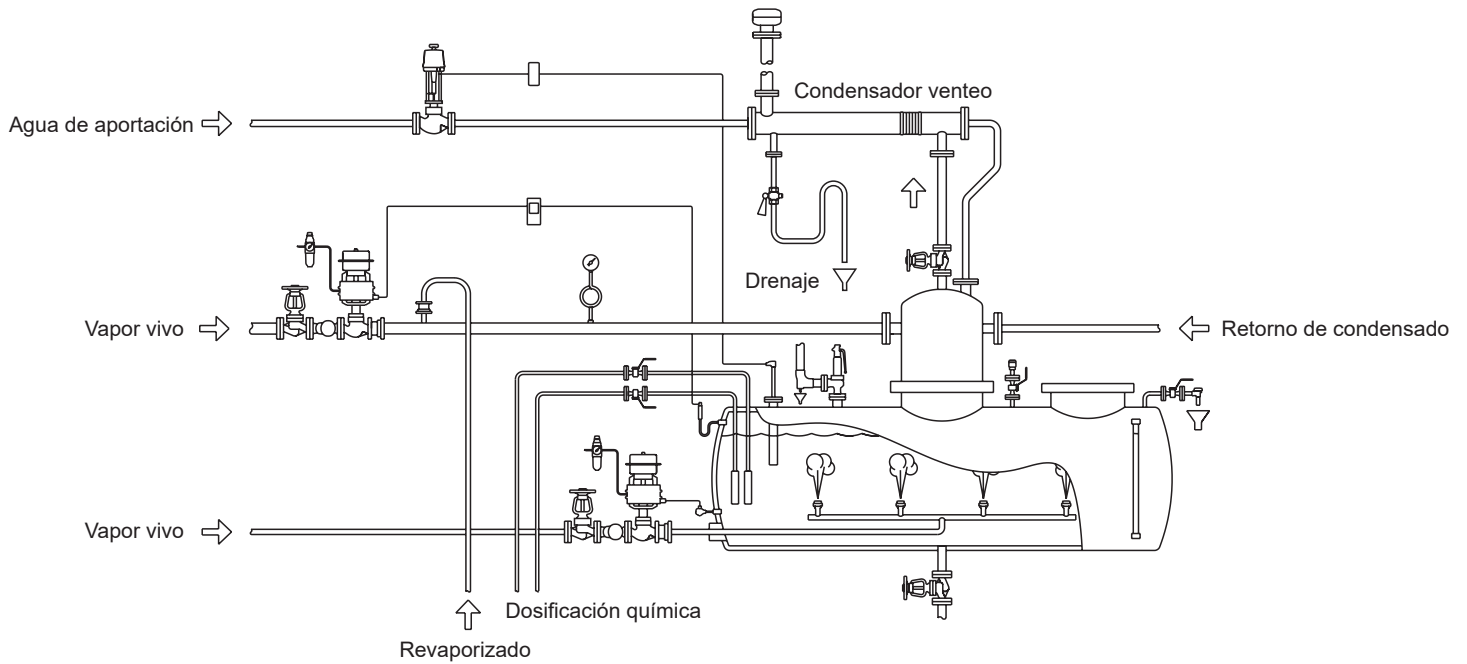 Condensador venteo
Agua de aportación
Drenaje
Vapor vivo
Retorno de condensado
Vapor vivo
Dosificación química
Revaporizado